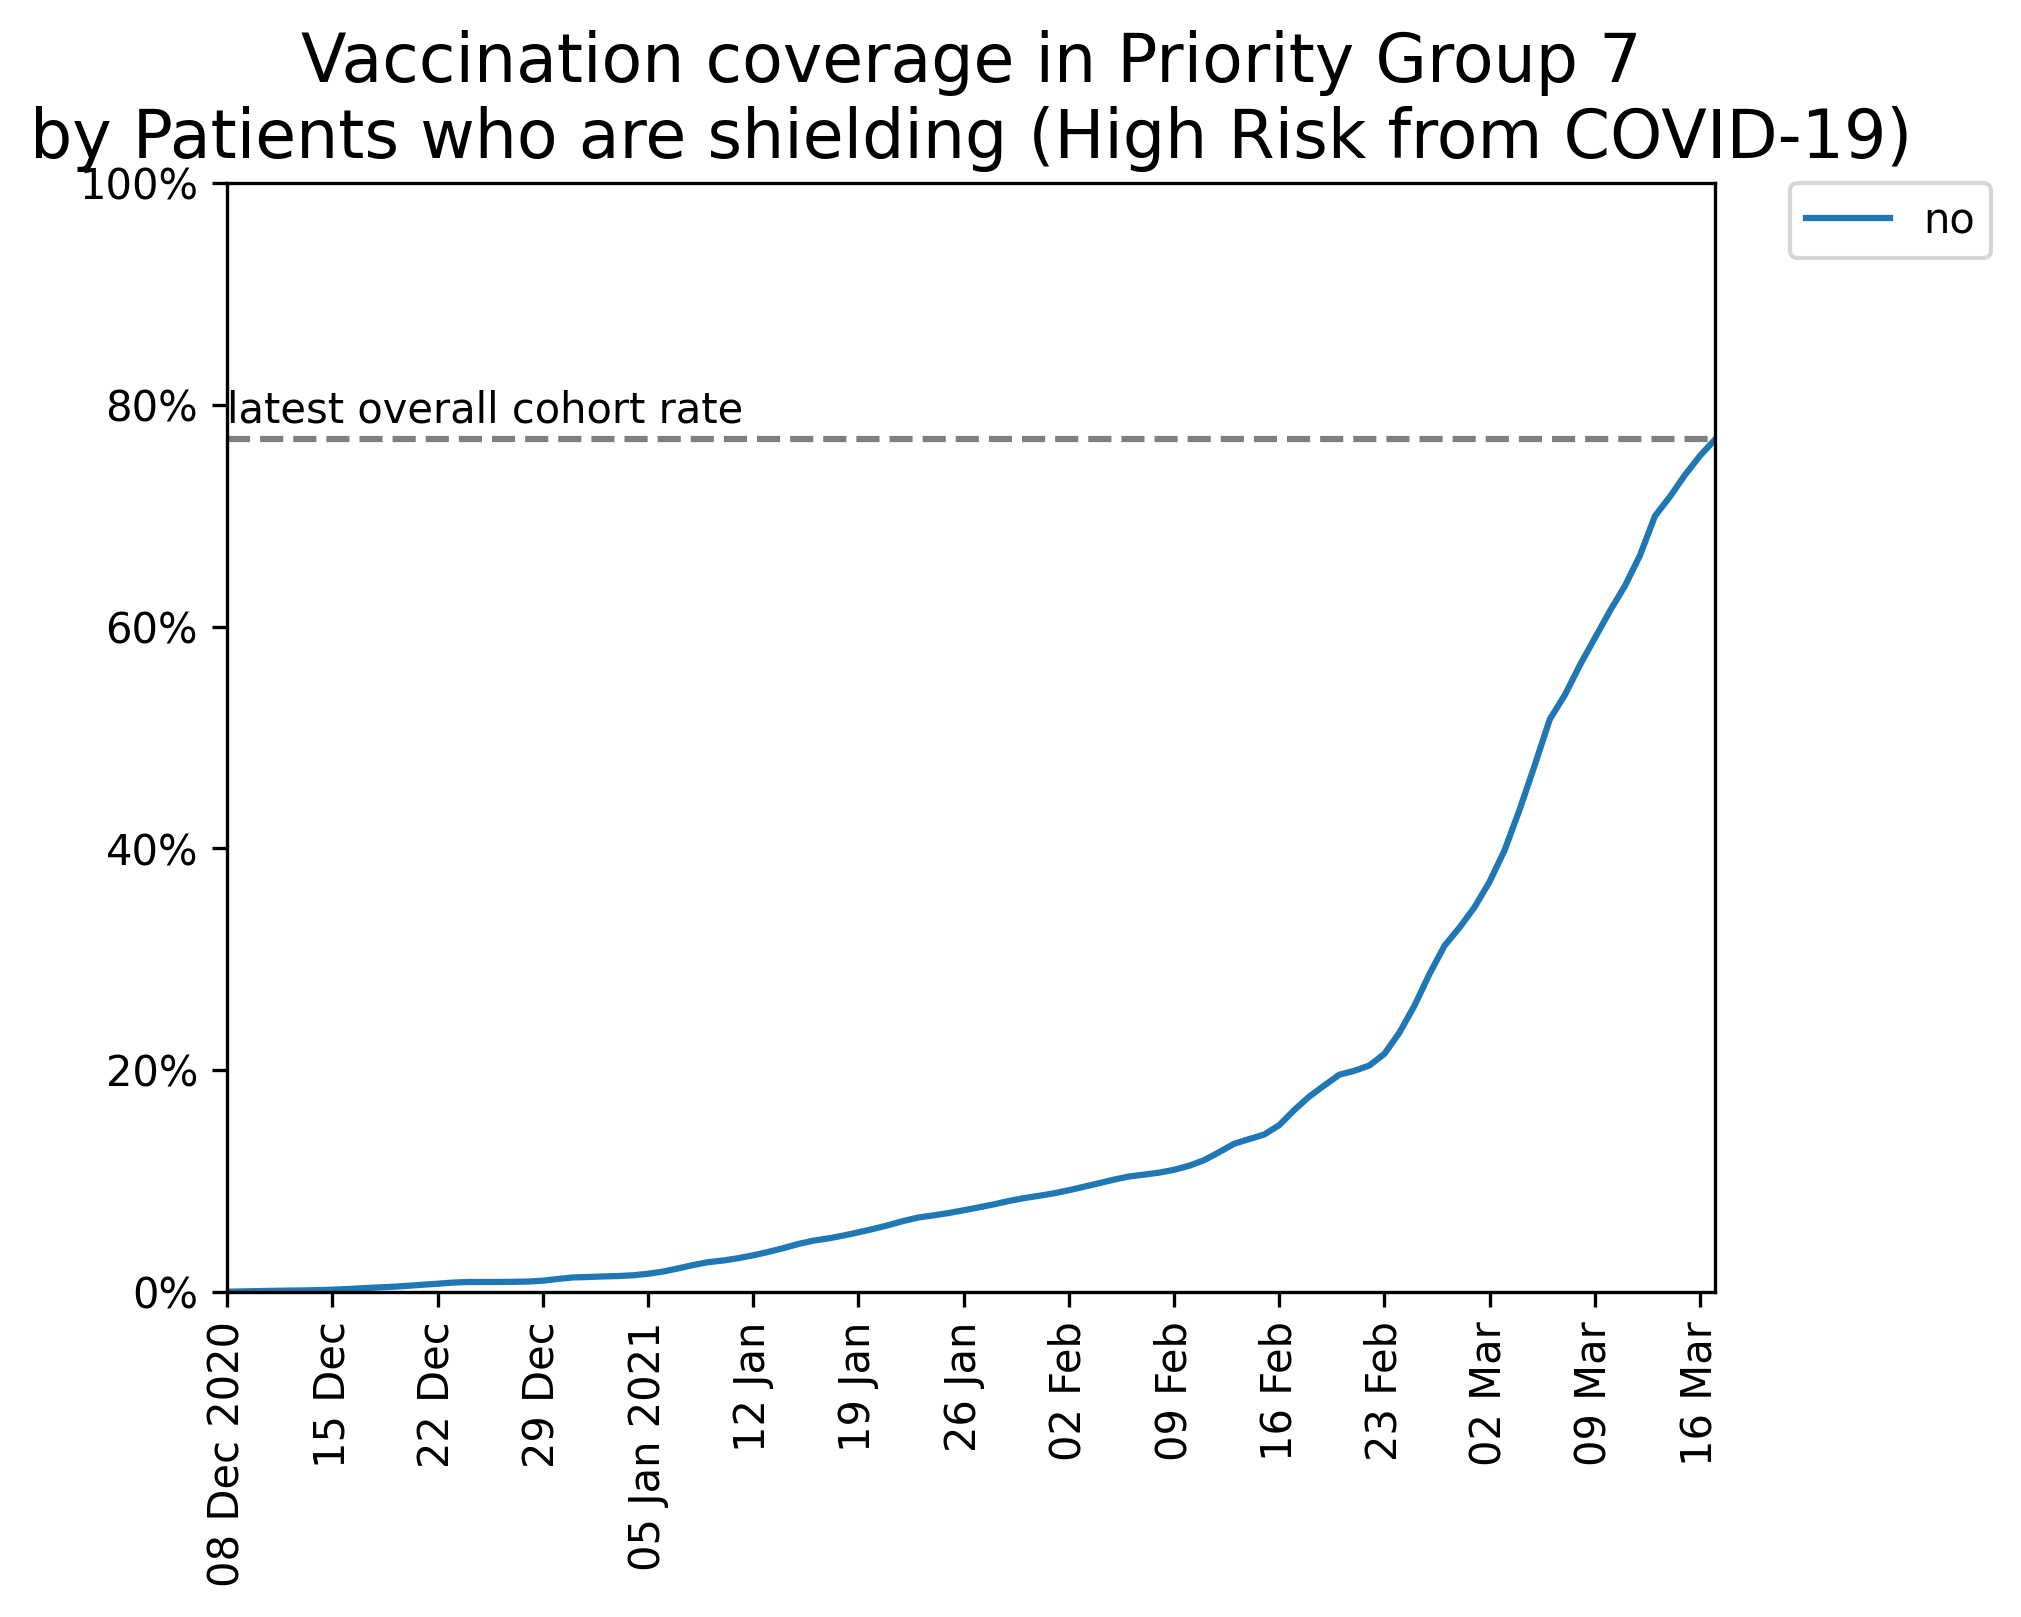 Vaccination coverage in Priority Group 7
by Patients who are shielding (High Risk from COVID-19)
100%
no
80%
latest overall cohort rate
60%
40%
20%
0%
08 Dec 2020
15 Dec
22 Dec
29 Dec
05 Jan 2021
12 Jan
19 Jan
26 Jan
02 Feb
09 Feb
16 Feb
23 Feb
02 Mar
09 Mar
16 Mar